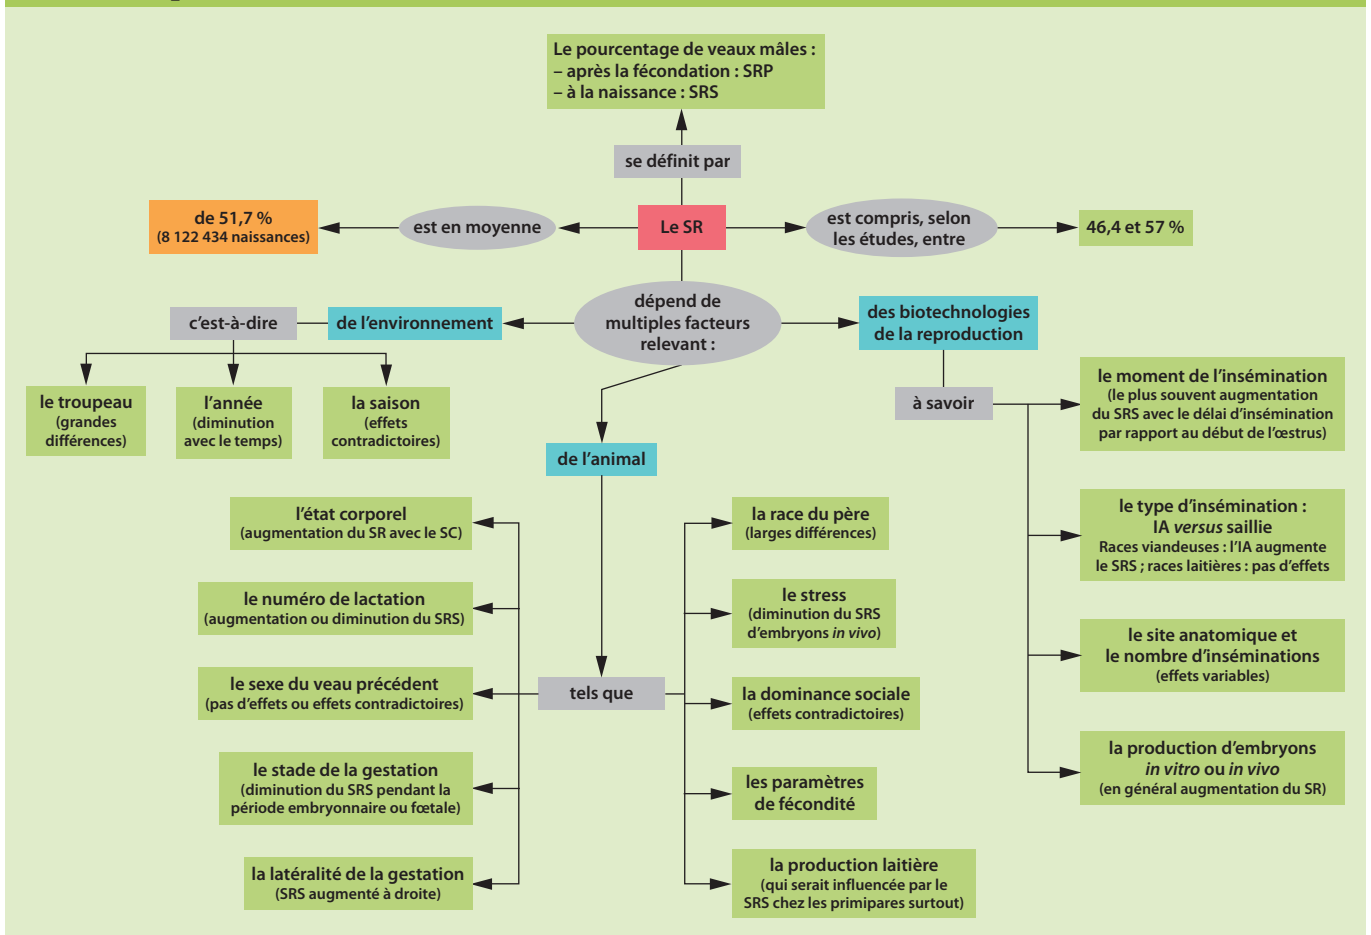 Le pourcentage de veaux mâles :
– après la fécondation : SRP
– à la naissance : SRS
se définit par
de 51,7 %
(8 122 434 naissances)
est en moyenne
Le SR
est compris, selon
les études, entre
46,4 et 57 %
dépend de
multiples facteurs
relevant :
c’est-à-dire
de l’environnement
des biotechnologies
de la reproduction
le troupeau
(grandes
différences)
l’année
(diminution
avec le temps)
la saison
(effets
contradictoires)
à savoir
le moment de l’insémination
(le plus souvent augmentation
du SRS avec le délai d’insémination
par rapport au début de l’œstrus)
le type d’insémination :
IA versus saillie
Races viandeuses : l’IA augmente
le SRS ; races laitières : pas d’effets
le site anatomique et
le nombre d’inséminations
(effets variables)
la production d’embryons
in vitro ou in vivo
(en général augmentation du SR)
de l’animal
tels que
l’état corporel
(augmentation du SR avec le SC)
le numéro de lactation
(augmentation ou diminution du SRS)
le sexe du veau précédent
(pas d’effets ou effets contradictoires)
le stade de la gestation
(diminution du SRS pendant la
période embryonnaire ou fœtale)
la latéralité de la gestation
(SRS augmenté à droite)
la race du père
(larges différences)
le stress
(diminution du SRS
d’embryons in vivo)
la dominance sociale
(effets contradictoires)
les paramètres
de fécondité
la production laitière
(qui serait influencée par le
SRS chez les primipares surtout)